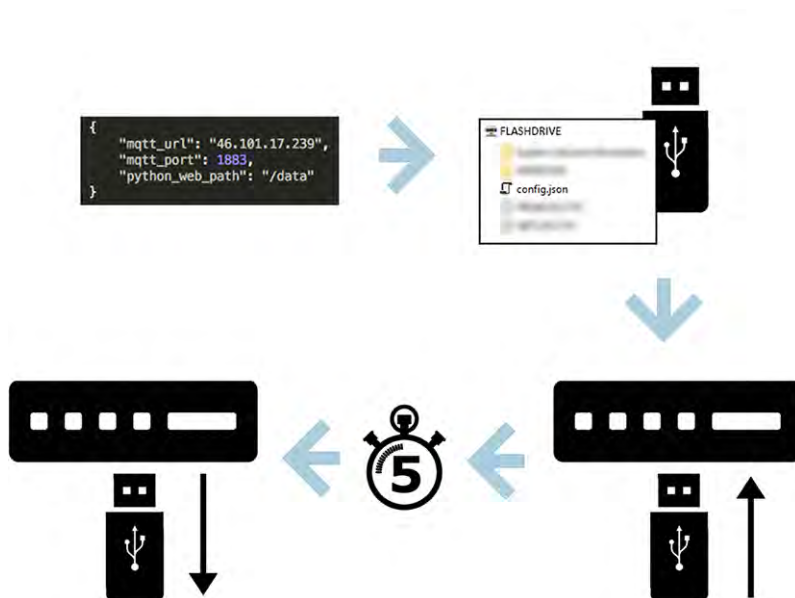 {
"mqtt_url": "46.101.17.239",
"mqtt_port": 1883,
"python_web_path": "/data"
}
FLASHDRIVE
config.json
5